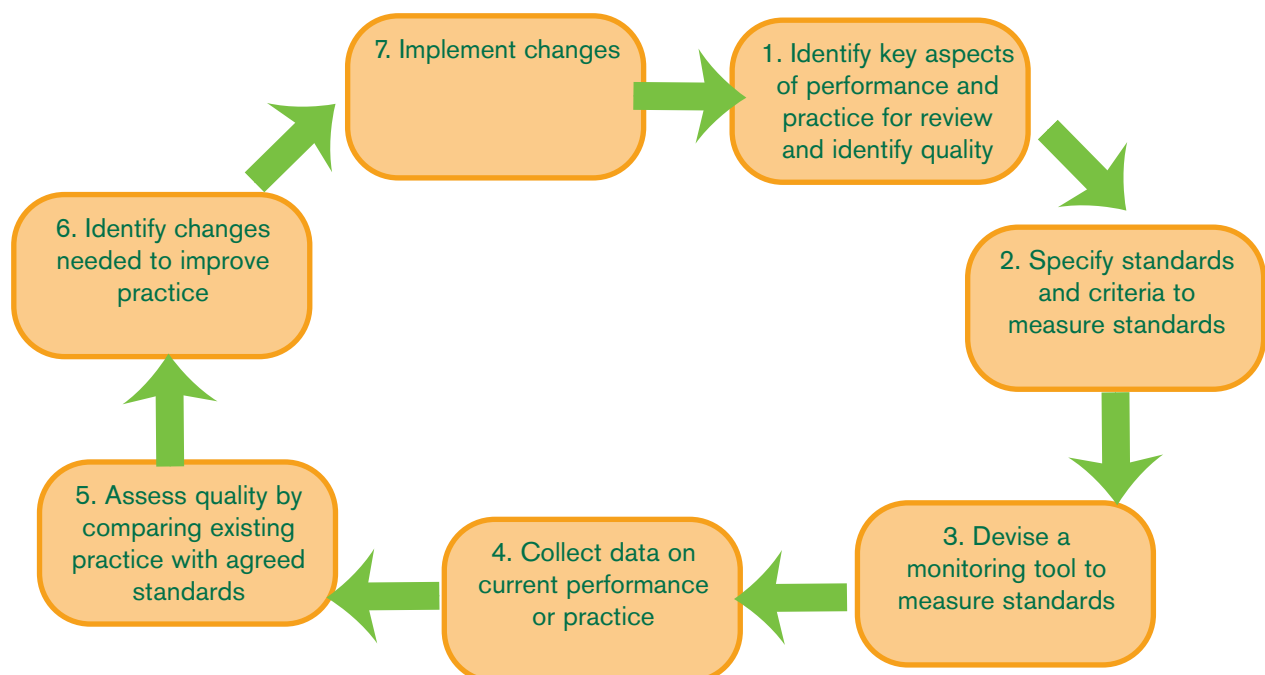 7. Implement changes
1. Identify key aspects
of performance and
practice for review
and identify quality
2. Specify standards
and criteria to
measure standards
3. Devise a
monitoring tool to
measure standards
4. Collect data on
current performance
or practice
5. Assess quality by
comparing existing
practice with agreed
standards
6. Identify changes
needed to improve
practice